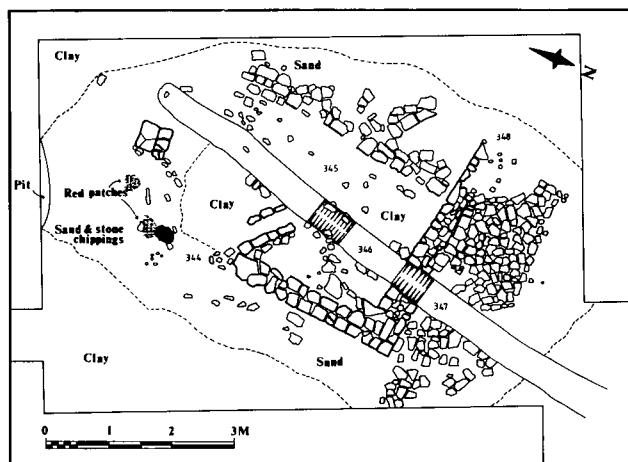 Clay
Sand
N
348
345
Pit
Red patches
Clay
Clay
Sand & stone
chippings
346
344
347
Clay
Sand
0 1 2 3M